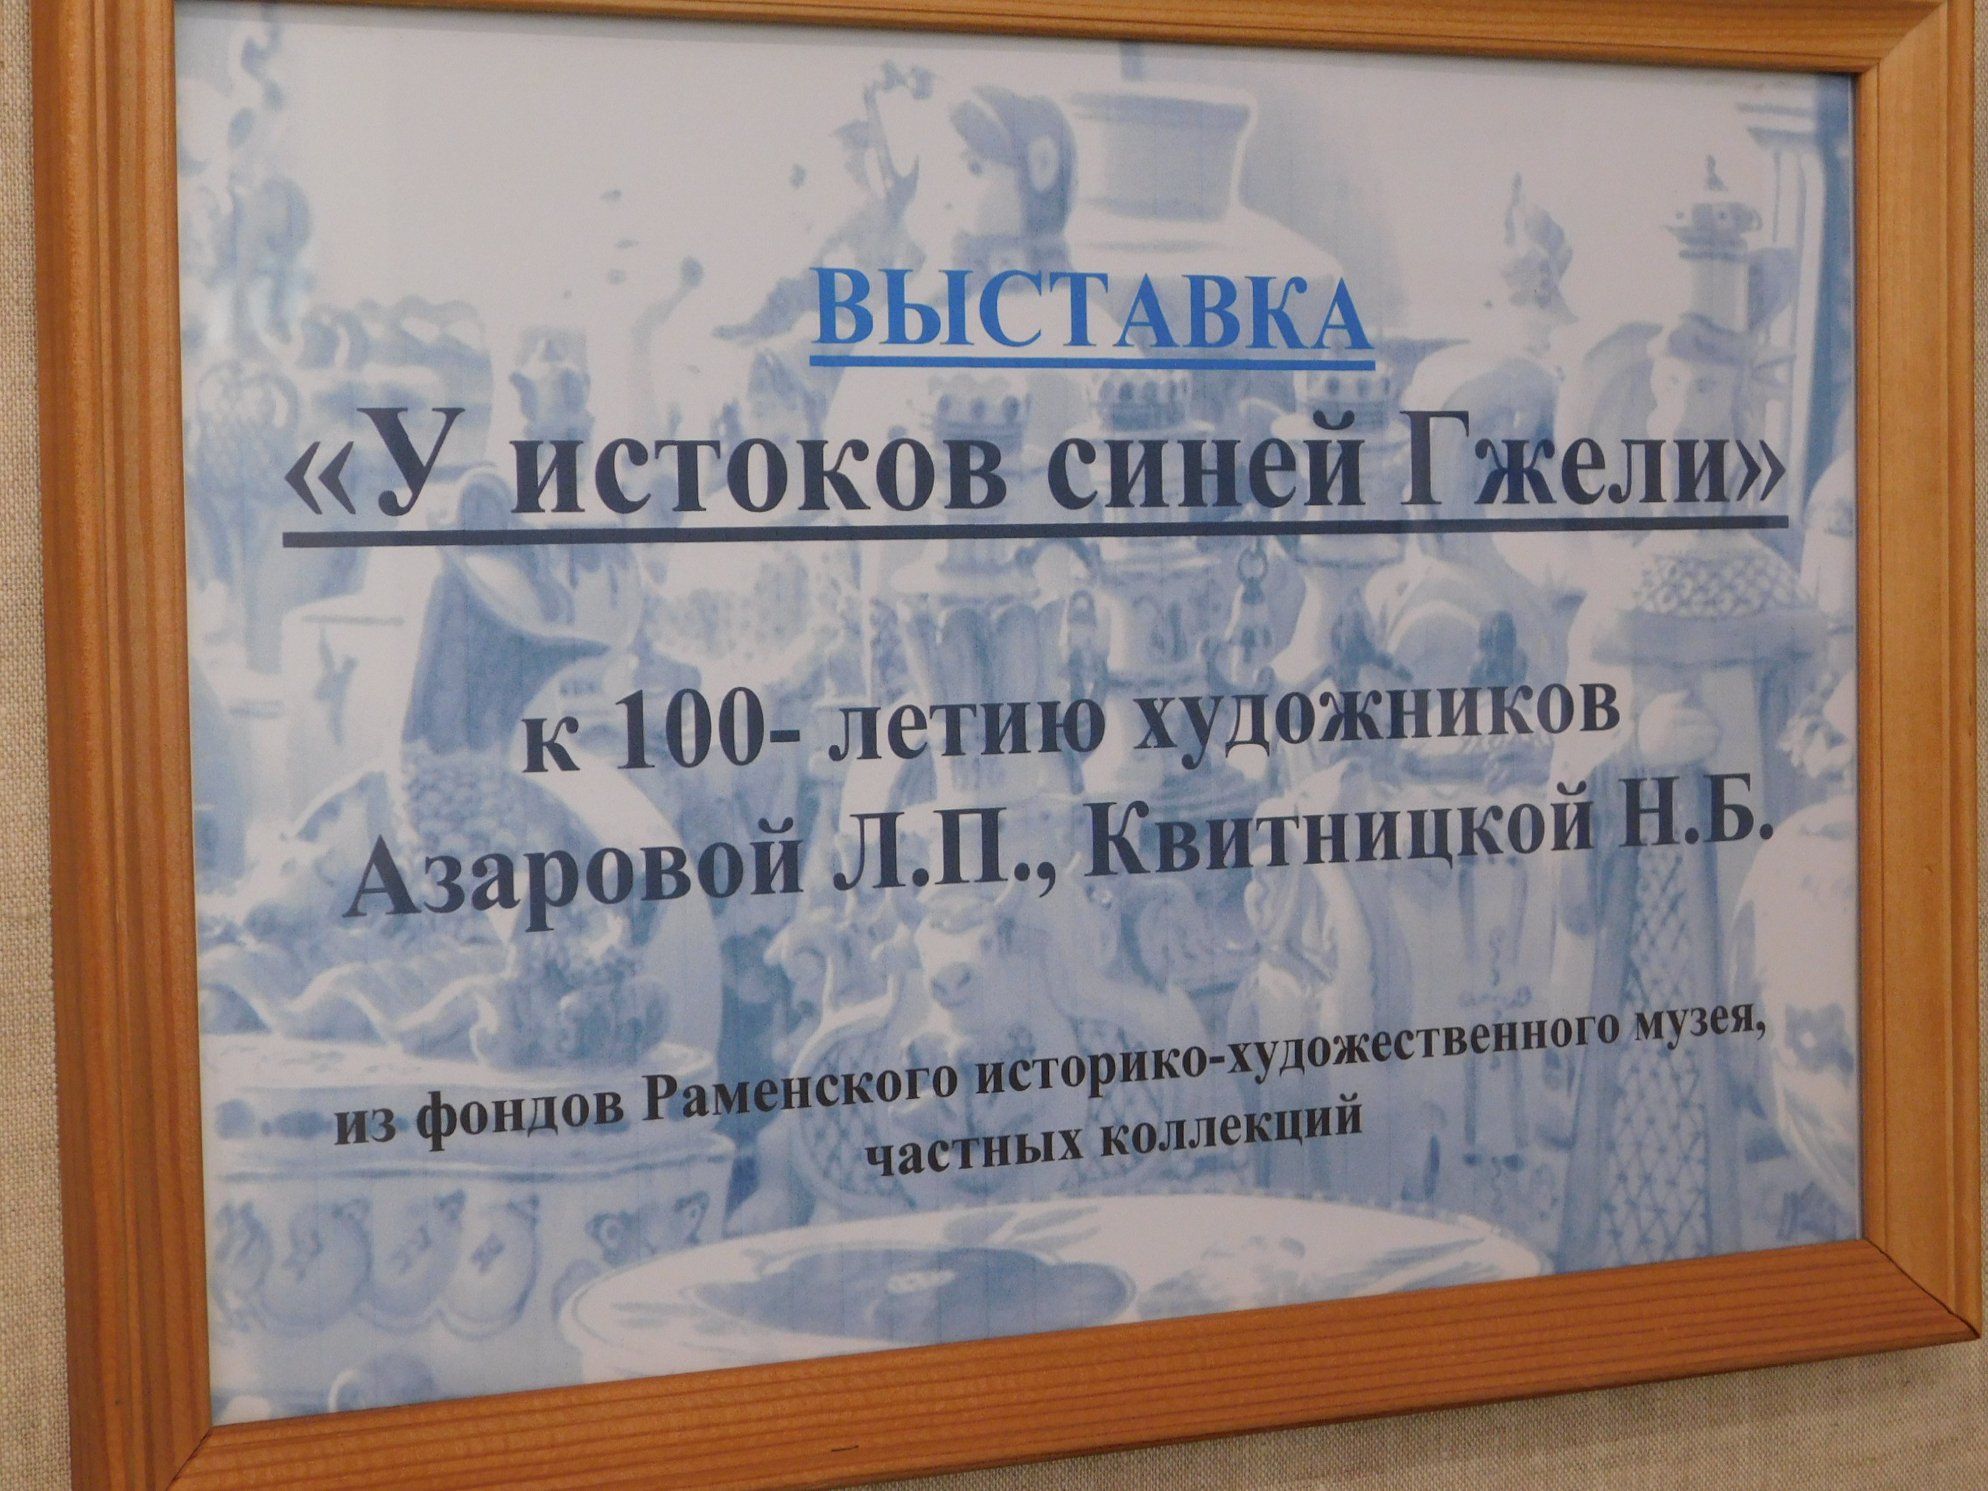 ВЫСТАВКА
«У истоков синей Гжели»
к 100- летию художников
Азаровой Л.П., Квитницкой Н.Б.
из фондов Раменского историко-художественного музея,
частных коллекций